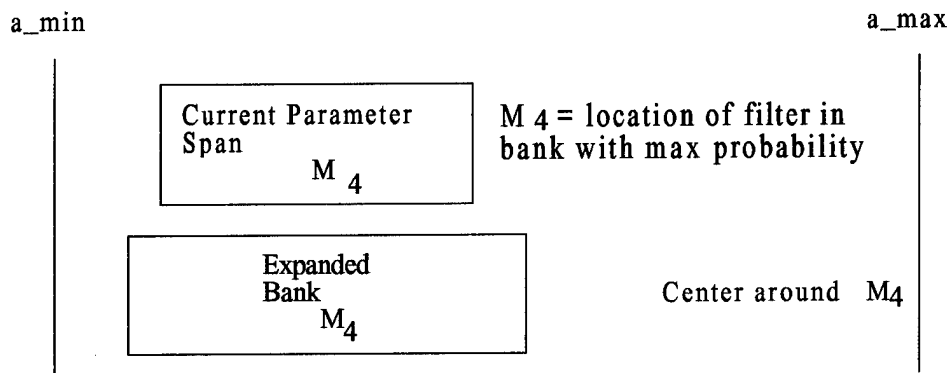 a_min
a_max
Current Parameter
Span
M 4
M 4 = location of filter in
bank with max probability
Expanded
Bank
M4
Center around M4